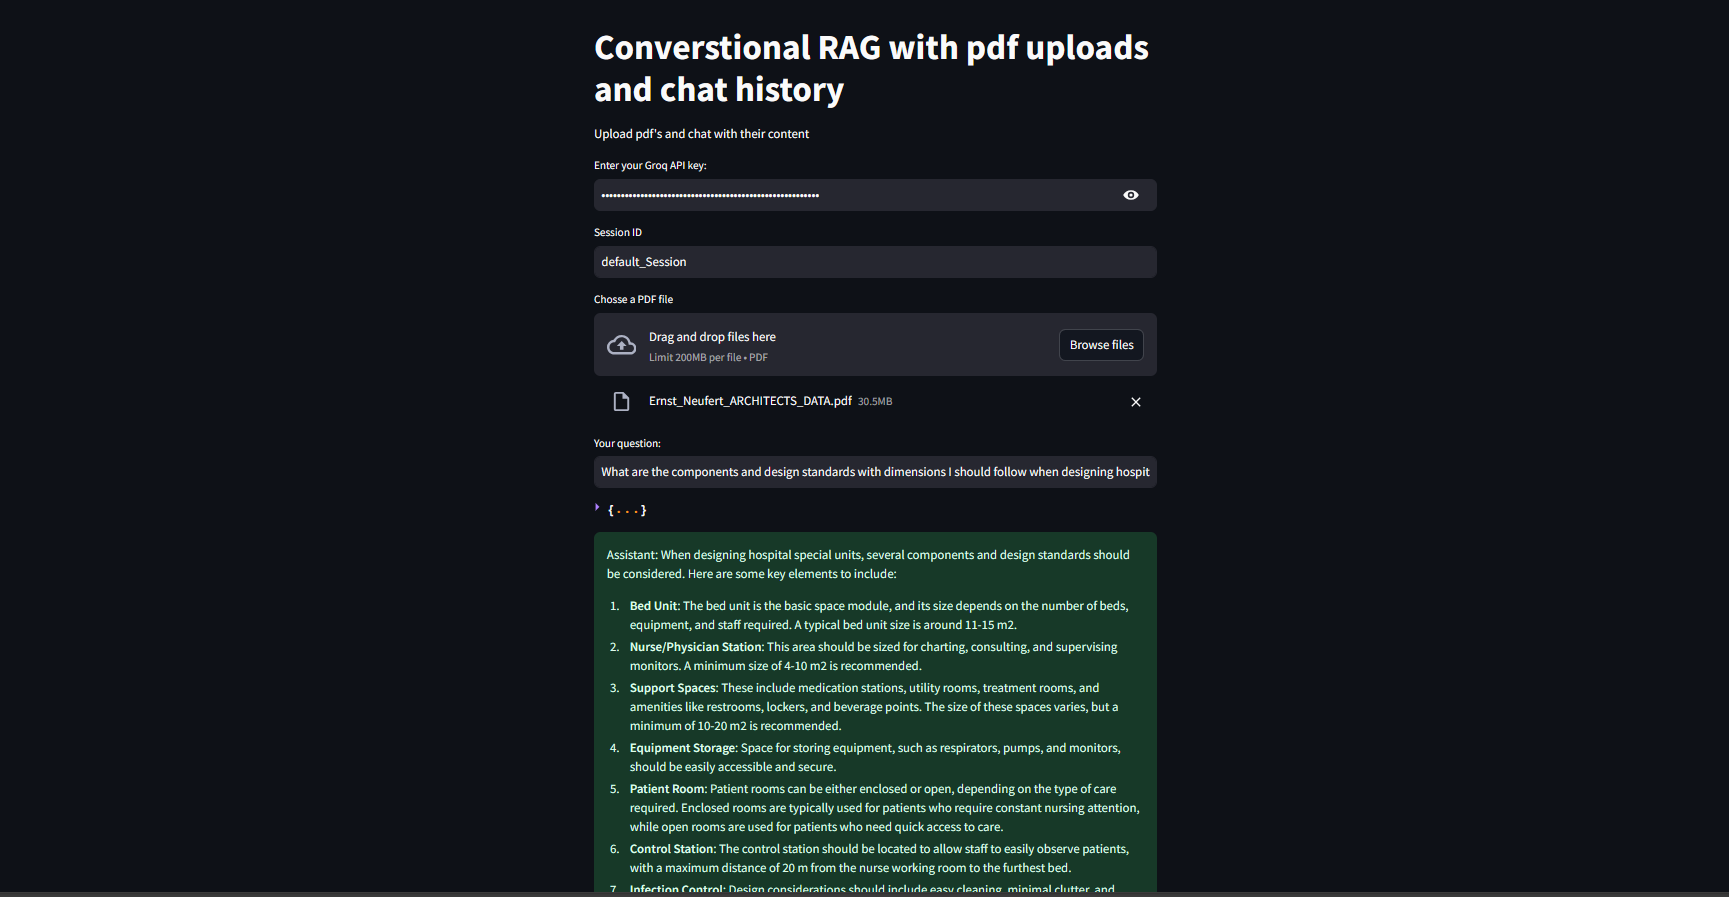 Converstional RAG with pdf uploads
and chat history
Upload pdf's and chat with their content
Enter your Groq API key:
Session ID
default_Session
Chosse a PDF file
Drag and drop files here
Limit 200MB per file • PDF
Browse files
Ernst_Neufert_ARCHITECTS_DATA.pdf 30.5MB
Your question:
What are the components and design standards with dimensions I should follow when designing hospit
{...}
Assistant: When designing hospital special units, several components and design standards should
be considered. Here are some key elements to include:
1. Bed Unit: The bed unit is the basic space module, and its size depends on the number of beds,
equipment, and staff required. A typical bed unit size is around 11-15 m2.
2. Nurse/Physician Station: This area should be sized for charting, consulting, and supervising
monitors. A minimum size of 4-10 m2 is recommended.
3. Support Spaces: These include medication stations, utility rooms, treatment rooms, and
amenities like restrooms, lockers, and beverage points. The size of these spaces varies, but a
minimum of 10-20 m2 is recommended.
4. Equipment Storage: Space for storing equipment, such as respirators, pumps, and monitors,
should be easily accessible and secure.
5. Patient Room: Patient rooms can be either enclosed or open, depending on the type of care
required. Enclosed rooms are typically used for patients who require constant nursing attention,
while open rooms are used for patients who need quick access to care.
6. Control Station: The control station should be located to allow staff to easily observe patients,
with a maximum distance of 20 m from the nurse working room to the furthest bed.
7. Infection Control: Design considerations should include easy cleaning, minimal clutter, and